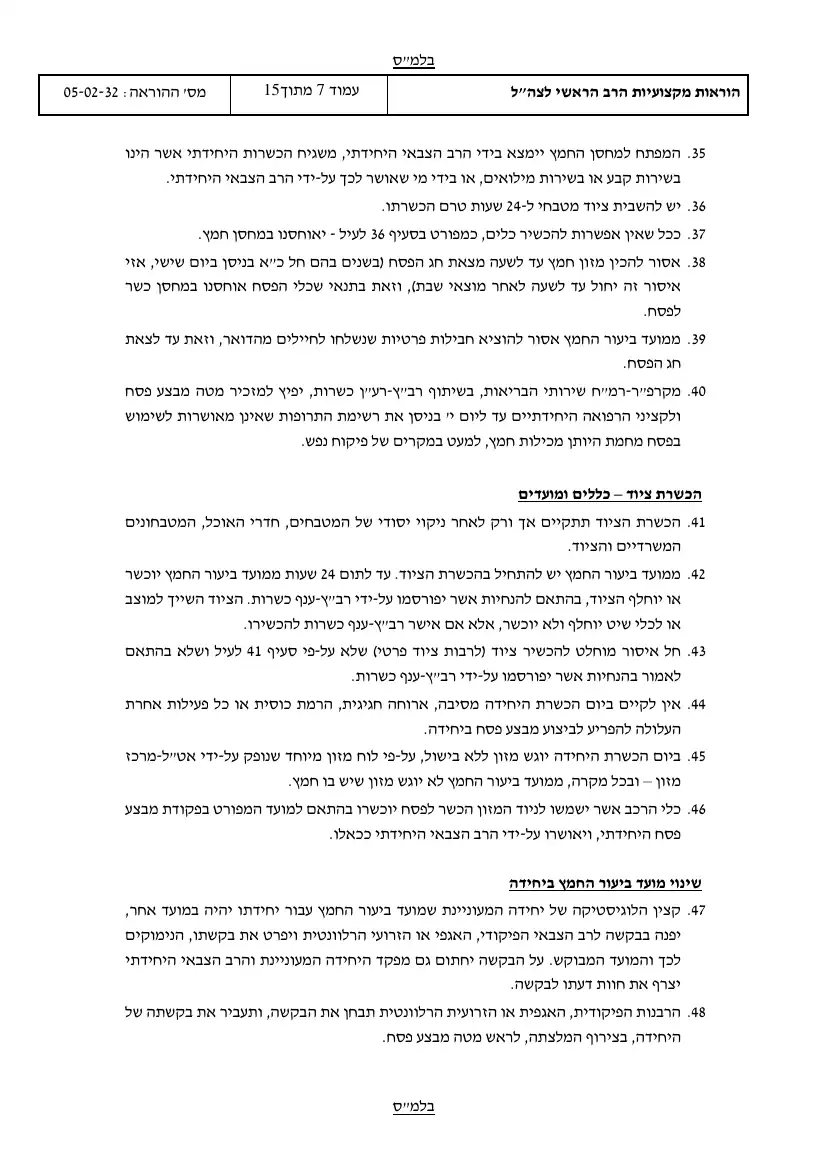 בלמ"ס
הוראות מקצועיות הרב הראשי לצה"ל
עמוד 7 מתוך15
מס' ההוראה: 05-02-32
35. המפתח למחסן החמץ יימצא בידי הרב הצבאי היחידתי, משגיח הכשרות היחידתי אשר הינו
בשירות קבע או בשירות מילואים, או בידי מי שאושר לכך על-ידי הרב הצבאי היחידתי.
36. יש להשבית ציוד מטבחי ל-24 שעות טרם הכשרתו.
37. ככל שאין אפשרות להכשיר כלים, כמפורט בסעיף 36 לעיל - יאוחסנו במחסן חמץ.
38. אסור להכין מזון חמץ עד לשעה מצאת חג הפסח (בשנים בהם חל כ"א בניסן ביום שישי, אזי
איסור זה יחול עד לשעה לאחר מוצאי שבת), וזאת בתנאי שכלי הפסח אוחסנו במחסן כשר
לפסח.
39. ממועד ביעור החמץ אסור להוציא חבילות פרטיות שנשלחו לחיילים מהדואר, וזאת עד לצאת
חג הפסח.
40. מקרפ"ר-רמ"ח שירותי הבריאות, בשיתוף רב"ץ-רע"ן כשרות, יפיץ למזכיר מטה מבצע פסח
ולקציני הרפואה היחידתיים עד ליום י' בניסן את רשימת התרופות שאינן מאושרות לשימוש
בפסח מחמת היותן מכילות חמץ, למעט במקרים של פיקוח נפש.
הכשרת ציוד – כללים ומועדים
41. הכשרת הציוד תתקיים אך ורק לאחר ניקוי יסודי של המטבחים, חדרי האוכל, המטבחונים
המשרדיים והציוד.
42. ממועד ביעור החמץ יש להתחיל בהכשרת הציוד. עד לתום 24 שעות ממועד ביעור החמץ יוכשר
או יוחלף הציוד, בהתאם להנחיות אשר יפורסמו על-ידי רב"ץ-ענף כשרות. הציוד השייך למוצב
או לכלי שיט יוחלף ולא יוכשר, אלא אם אישר רב"ץ-ענף כשרות להכשירו.
43. חל איסור מוחלט להכשיר ציוד (לרבות ציוד פרטי) שלא על-פי סעיף 41 לעיל ושלא בהתאם
לאמור בהנחיות אשר יפורסמו על-ידי רב"ץ-ענף כשרות.
44. אין לקיים ביום הכשרת היחידה מסיבה, ארוחה חגיגית, הרמת כוסית או כל פעילות אחרת
העלולה להפריע לביצוע מבצע פסח ביחידה.
45. ביום הכשרת היחידה יוגש מזון ללא בישול, על-פי לוח מזון מיוחד שנופק על-ידי אט"ל-מרכז
מזון – ובכל מקרה, ממועד ביעור החמץ לא יוגש מזון שיש בו חמץ.
46. כלי הרכב אשר ישמשו לניוד המזון הכשר לפסח יוכשרו בהתאם למועד המפורט בפקודת מבצע
פסח היחידתי, ויאושרו על-ידי הרב הצבאי היחידתי ככאלו.
שינוי מועד ביעור החמץ ביחידה
47. קצין הלוגיסטיקה של יחידה המעוניינת שמועד ביעור החמץ עבור יחידתו יהיה במועד אחר,
יפנה בבקשה לרב הצבאי הפיקודי, האגפי או הזרועי הרלוונטית ויפרט את בקשתו, הנימוקים
לכך והמועד המבוקש. על הבקשה יחתום גם מפקד היחידה המעוניינת והרב הצבאי היחידתי
יצרף את חוות דעתו לבקשה.
48. הרבנות הפיקודית, האגפית או הזרועית הרלוונטית תבחן את הבקשה, ותעביר את בקשתה של
היחידה, בצירוף המלצתה, לראש מטה מבצע פסח.
בלמ"ס